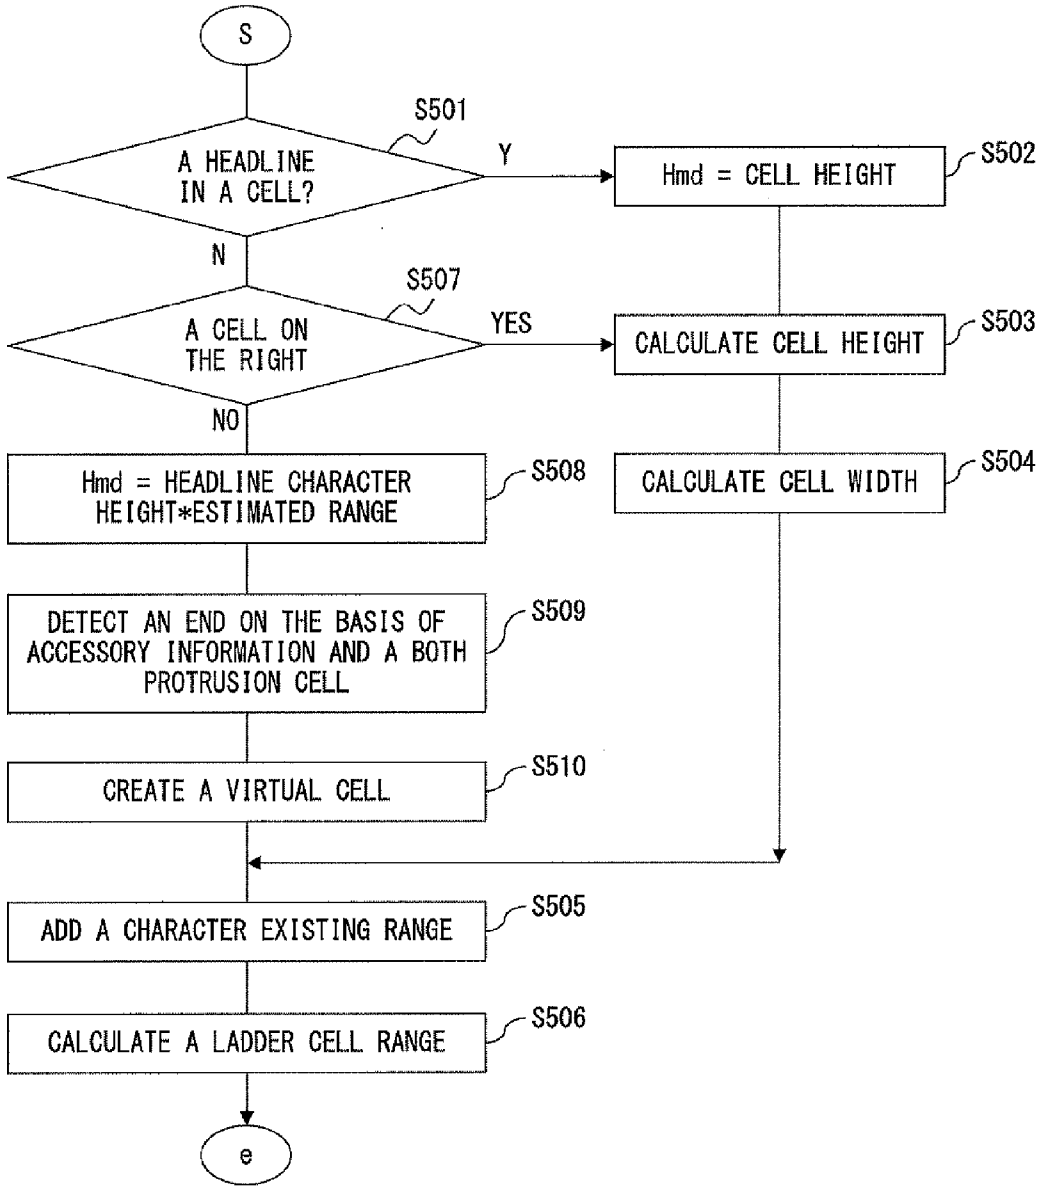 S
S501
A HEADLINE
IN A CELL?
Y
Hmd = CELL HEIGHT
S502
N
S507
A CELL ON
THE RIGHT
YES
CALCULATE CELL HEIGHT
S503
NO
Hmd = HEADLINE CHARACTER
HEIGHT*ESTIMATED RANGE
S508
CALCULATE CELL WIDTH
S504
DETECT AN END ON THE BASIS OF
ACCESSORY INFORMATION AND A BOTH
PROTRUSION CELL
S509
CREATE A VIRTUAL CELL
S510
ADD A CHARACTER EXISTING RANGE
S505
CALCULATE A LADDER CELL RANGE
S506
e